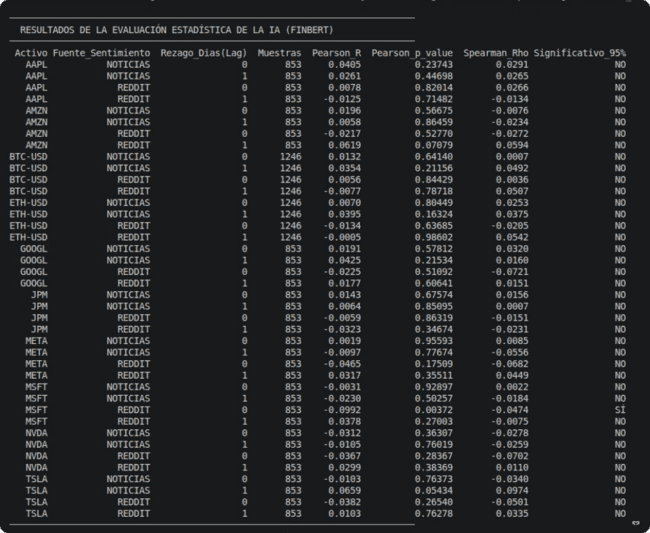 RESULTADOS DE LA EVALUACIÓN ESTADÍSTICA DE LA IA (FINBERT)
Activo Fuente_Sentimiento Rezago_Dias(Lag) Muestras Pearson_R Pearson_p_value Spearman_Rho Significativo_95%
AAPL NOTICIAS 0 853 0.0405 0.23743 0.0291 NO
AAPL NOTICIAS 1 853 0.0261 0.44698 0.0265 NO
AAPL REDDIT 0 853 0.0078 0.82014 0.0266 NO
AAPL REDDIT 1 853 -0.0125 0.71482 -0.0134 NO
AMZN NOTICIAS 0 853 0.0196 0.56675 -0.0076 NO
AMZN NOTICIAS 1 853 0.0058 0.86459 -0.0234 NO
AMZN REDDIT 0 853 -0.0217 0.52770 -0.0272 NO
AMZN REDDIT 1 853 0.0619 0.07079 0.0594 NO
BTC-USD NOTICIAS 0 1246 0.0132 0.64140 0.0007 NO
BTC-USD NOTICIAS 1 1246 0.0354 0.21156 0.0492 NO
BTC-USD REDDIT 0 1246 0.0056 0.84429 0.0036 NO
BTC-USD REDDIT 1 1246 -0.0077 0.78718 0.0507 NO
ETH-USD NOTICIAS 0 1246 0.0070 0.80449 0.0253 NO
ETH-USD NOTICIAS 1 1246 0.0395 0.16324 0.0375 NO
ETH-USD REDDIT 0 1246 -0.0134 0.63685 -0.0205 NO
ETH-USD REDDIT 1 1246 -0.0005 0.98602 0.0542 NO
GOOGL NOTICIAS 0 853 0.0191 0.57812 0.0320 NO
GOOGL NOTICIAS 1 853 0.0425 0.21534 0.0160 NO
GOOGL REDDIT 0 853 -0.0225 0.51092 -0.0721 NO
GOOGL REDDIT 1 853 0.0177 0.60641 0.0151 NO
JPM NOTICIAS 0 853 0.0143 0.67574 0.0156 NO
JPM NOTICIAS 1 853 0.0064 0.85095 0.0007 NO
JPM REDDIT 0 853 -0.0059 0.86319 -0.0151 NO
JPM REDDIT 1 853 -0.0323 0.34674 -0.0231 NO
META NOTICIAS 0 853 0.0019 0.95593 0.0085 NO
META NOTICIAS 1 853 -0.0097 0.77674 -0.0556 NO
META REDDIT 0 853 -0.0465 0.17509 -0.0682 NO
META REDDIT 1 853 0.0317 0.35511 0.0449 NO
MSFT NOTICIAS 0 853 -0.0031 0.92897 0.0022 NO
MSFT NOTICIAS 1 853 -0.0230 0.50257 -0.0184 NO
MSFT REDDIT 0 853 -0.0992 0.00372 -0.0474 SÍ
MSFT REDDIT 1 853 0.0378 0.27003 -0.0075 NO
NVDA NOTICIAS 0 853 -0.0312 0.36307 -0.0278 NO
NVDA NOTICIAS 1 853 -0.0105 0.76019 -0.0259 NO
NVDA REDDIT 0 853 -0.0367 0.28367 -0.0702 NO
NVDA REDDIT 1 853 0.0299 0.38369 0.0110 NO
TSLA NOTICIAS 0 853 -0.0103 0.76373 -0.0340 NO
TSLA NOTICIAS 1 853 0.0659 0.05434 0.0974 NO
TSLA REDDIT 0 853 -0.0382 0.26540 -0.0501 NO
TSLA REDDIT 1 853 0.0103 0.76278 0.0335 NO